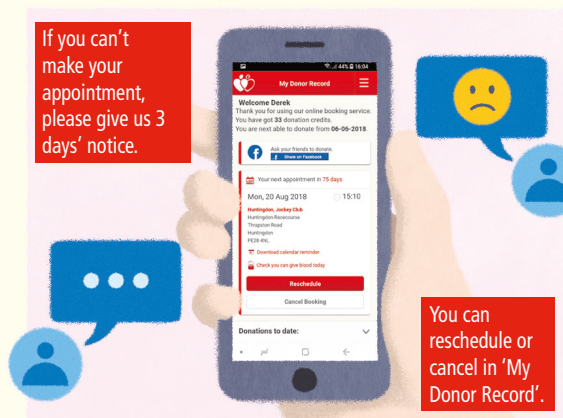 If you can't
make your
appointment,
please give us 3
days' notice.
44% 16:04
My Donor Record
Welcome Derek
Thank you for using our online booking service.
You have got 33 donation credits.
You are next able to donate from 06-06-2018.
Ask your friends to donate.
f Share on Facebook
Your next appointment in 75 days
Mon, 20 Aug 2018 15:10
Huntingdon, Jockey Club
Huntingdon Racecourse
Thrapston Road
Huntingdon
PE28 4NL
Download calendar reminder
Check you can give blood today
Reschedule
Cancel Booking
Donations to date:
You can
reschedule or
cancel in 'My
Donor Record'.